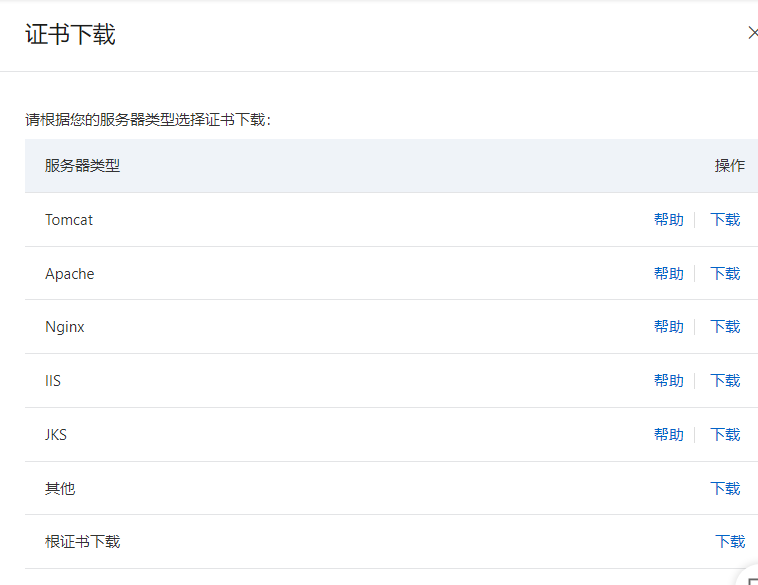 证书下载
请根据您的服务器类型选择证书下载：
服务器类型 操作
Tomcat 帮助 下载
Apache 帮助 下载
Nginx 帮助 下载
IIS 帮助 下载
JKS 帮助 下载
其他 下载
根证书下载 下载